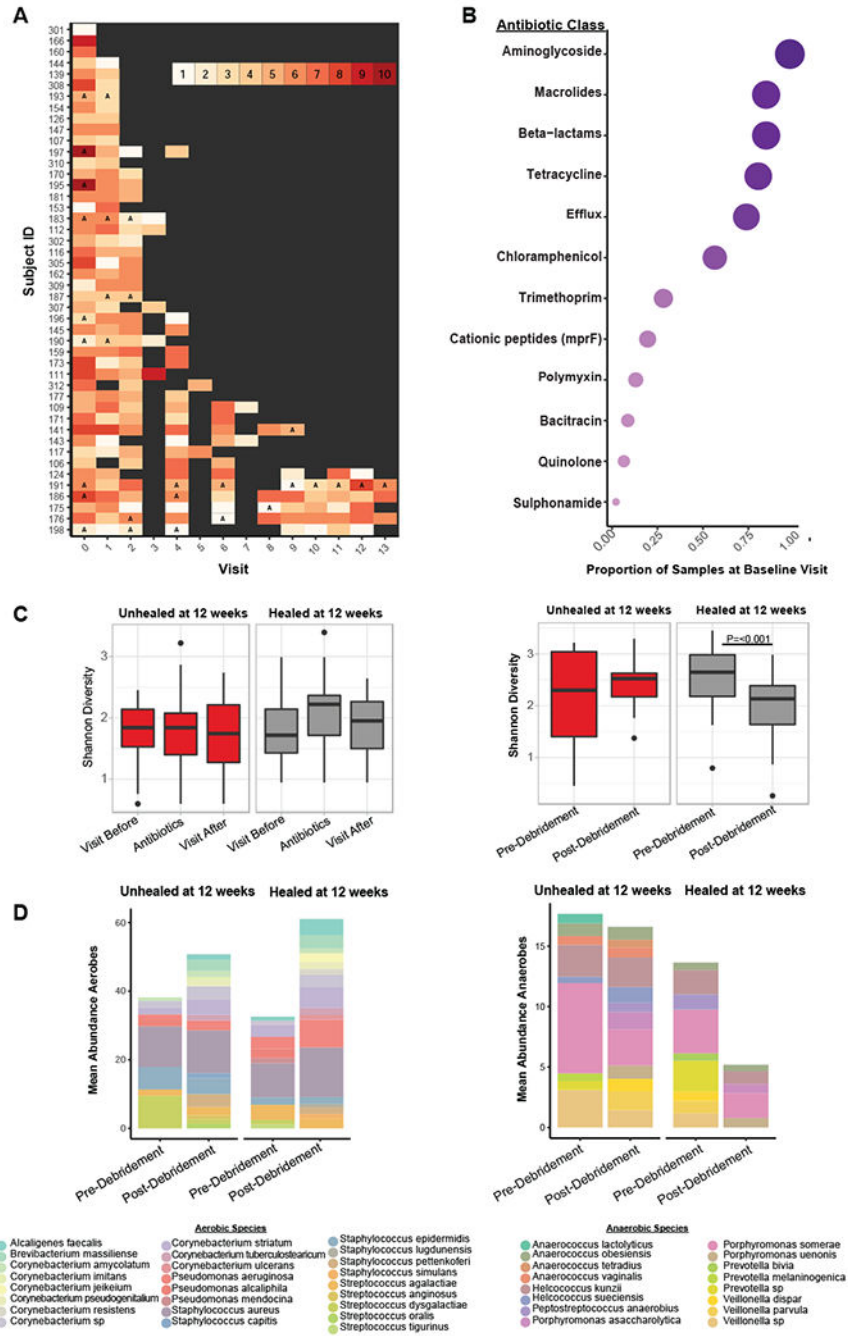 A
B
301
166
160
144
139
308
193
154
126
147
107
197
310
170
195
181
153
183
112
302
116
305
162
309
187
307
196
145
190
159
173
111
312
177
109
171
141
143
117
106
124
191
186
175
176
198
Subject ID
1 2 3 4 5 6 7 8 9 10
A A
A
A
A A A
A A
A
A A
A
A A A A A A A A
A A
A
A A
A A A
0 1 2 3 4 5 6 7 8 9 10 11 12 13
Visit
Antibiotic Class
Aminoglycoside
Macrolides
Beta-lactams
Tetracycline
Efflux
Chloramphenicol
Trimethoprim
Cationic peptides (mprF)
Polymyxin
Bacitracin
Quinolone
Sulphonamide
0.00 0.25 0.50 0.75 1.00
Proportion of Samples at Baseline Visit
C
Unhealed at 12 weeks Healed at 12 weeks
Shannon Diversity
3
2
1
Visit Before Antibiotics Visit After Visit Before Antibiotics Visit After
Unhealed at 12 weeks Healed at 12 weeks
P=<0.001
Shannon Diversity
3
2
1
Pre-Debridement Post-Debridement Pre-Debridement Post-Debridement
D
Unhealed at 12 weeks Healed at 12 weeks
Mean Abundance Aerobes
60
40
20
0
Pre-Debridement Post-Debridement Pre-Debridement Post-Debridement
Unhealed at 12 weeks Healed at 12 weeks
Mean Abundance Anaerobes
15
10
5
0
Pre-Debridement Post-Debridement Pre-Debridement Post-Debridement
Aerobic Species
Alcaligenes faecalis
Brevibacterium massiliense
Corynebacterium amycolatum
Corynebacterium imitans
Corynebacterium jeikeium
Corynebacterium pseudogenitalium
Corynebacterium resistens
Corynebacterium sp
Corynebacterium striatum
Corynebacterium tuberculostearicum
Corynebacterium ulcerans
Pseudomonas aeruginosa
Pseudomonas alcaliphila
Pseudomonas mendocina
Staphylococcus aureus
Staphylococcus capitis
Staphylococcus epidermidis
Staphylococcus lugdunensis
Staphylococcus pettenkoferi
Staphylococcus simulans
Streptococcus agalactiae
Streptococcus anginosus
Streptococcus dysgalactiae
Streptococcus oralis
Streptococcus tigurinus
Anaerobic Species
Anaerococcus lactolyticus
Anaerococcus obesiensis
Anaerococcus tetradius
Anaerococcus vaginalis
Helcococcus kunzii
Helcococcus sueciensis
Peptostreptococcus anaerobius
Porphyromonas asaccharolytica
Porphyromonas somerae
Porphyromonas uenonis
Prevotella bivia
Prevotella melaninogenica
Prevotella sp
Veillonella dispar
Veillonella parvula
Veillonella sp